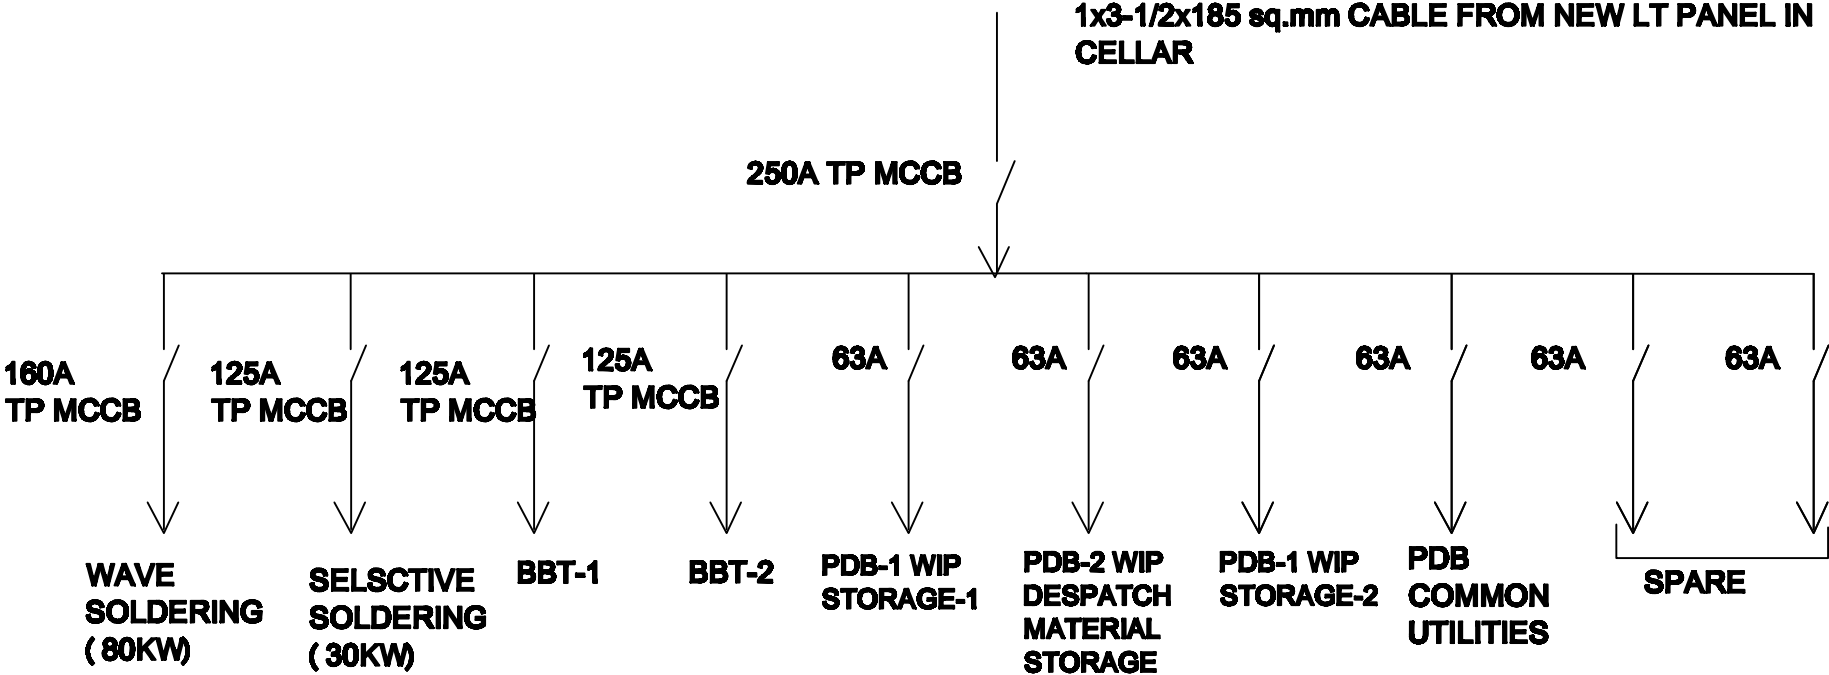 1x3-1/2x185 sq.mm CABLE FROM NEW LT PANEL IN
CELLAR
250A TP MCCB
160A
TP MCCB
125A
TP MCCB
125A
TP MCCB
125A
TP MCCB
63A
63A
63A
63A
63A
63A
WAVE
SOLDERING
( 80KW)
SELSCTIVE
SOLDERING
( 30KW)
BBT-1
BBT-2
PDB-1 WIP
STORAGE-1
PDB-2 WIP
DESPATCH
MATERIAL
STORAGE
PDB-1 WIP
STORAGE-2
PDB
COMMON
UTILITIES
SPARE